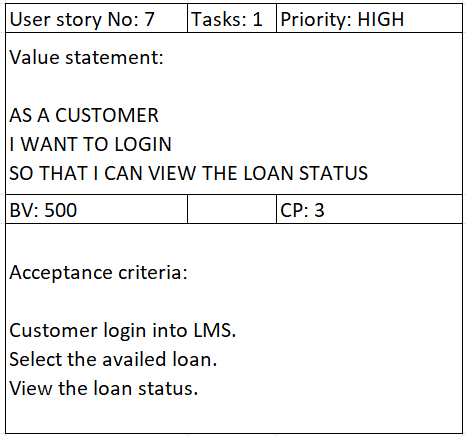 User story No: 7 Tasks: 1 Priority: HIGH
Value statement:
AS A CUSTOMER
I WANT TO LOGIN
SO THAT I CAN VIEW THE LOAN STATUS
BV: 500 CP: 3
Acceptance criteria:
Customer login into LMS.
Select the availed loan.
View the loan status.